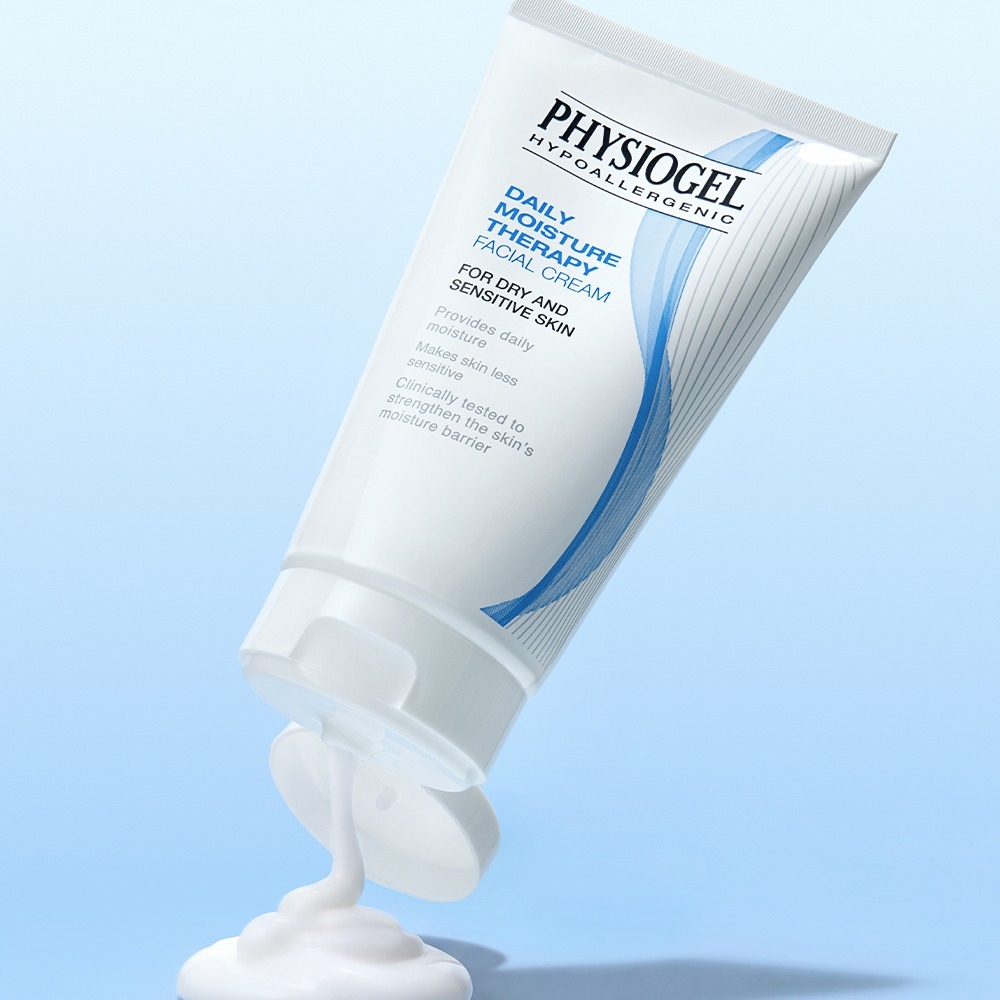 PHYSIOGEL
HYPOALLERGENIC
DAILY
MOISTURE
THERAPY
FACIAL CREAM
FOR DRY AND
SENSITIVE SKIN
Provides daily
moisture
Makes skin less
sensitive
Clinically tested to
strengthen the skin's
moisture barrier